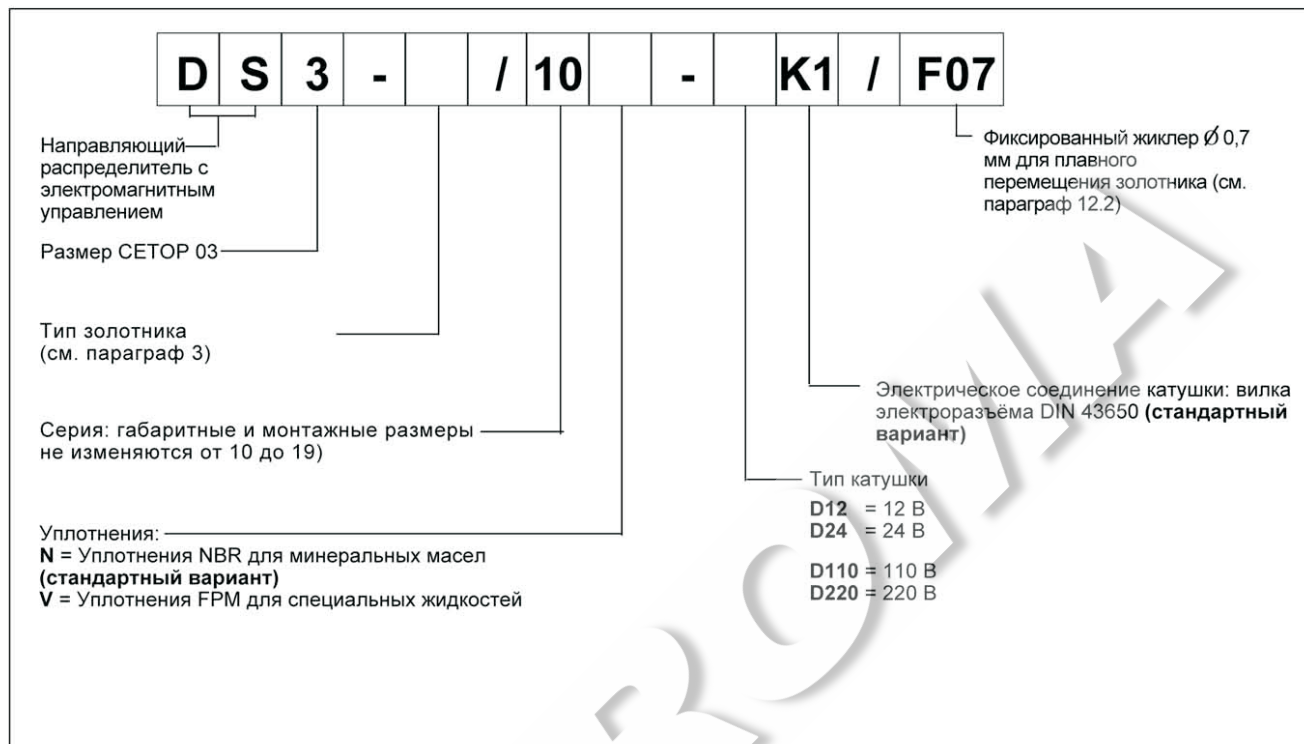 D S 3 - / 10 - K1 / F07
Направляющий
распределитель с
электромагнитным
управлением
Размер CETOP 03
Тип золотника
(см. параграф 3)
Серия: габаритные и монтажные размеры
не изменяются от 10 до 19)
Уплотнения:
N = Уплотнения NBR для минеральных масел
(стандартный вариант)
V = Уплотнения FPM для специальных жидкостей
Фиксированный жиклер Ø 0,7
мм для плавного
перемещения золотника (см.
параграф 12.2)
Электрическое соединение катушки: вилка
электроразъёма DIN 43650 (стандартный
вариант)
Тип катушки
D12 = 12 В
D24 = 24 В
D110 = 110 В
D220 = 220 В
ROMA